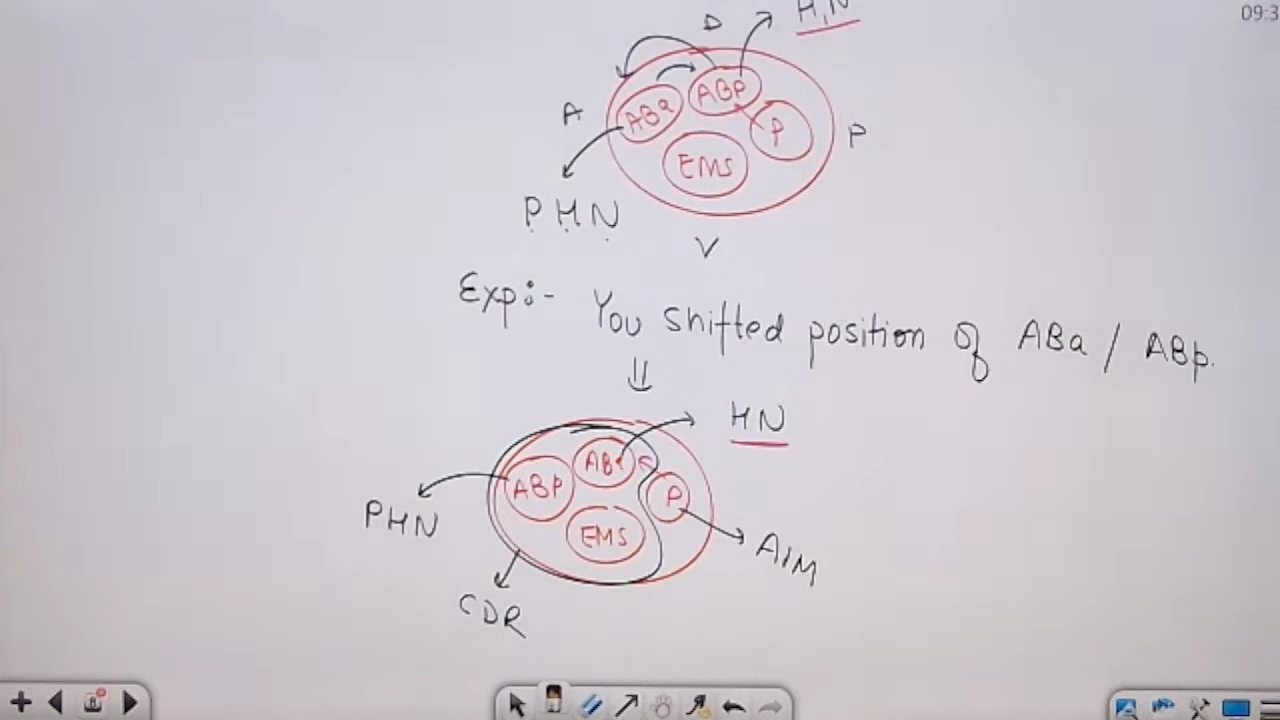 09:3
D
H,N
A
ABa
ABP
P
P
EMS
PHN
V
Exp:- You shifted position of ABa / ABp.
⇓
HN
ABP
ABa
P
PHN
EMS
AIM
CDR